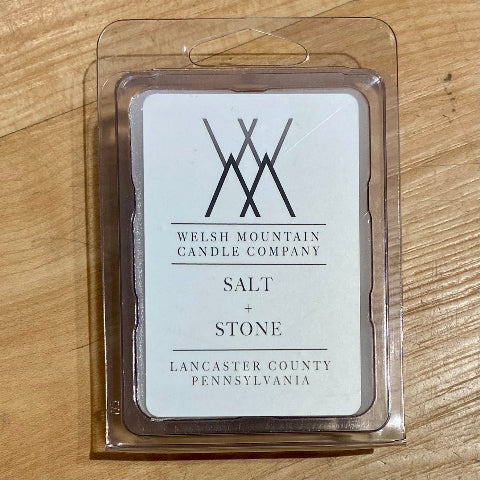 WELSH MOUNTAIN
CANDLE COMPANY
SALT
+
STONE
LANCASTER COUNTY
PENNSYLVANIA